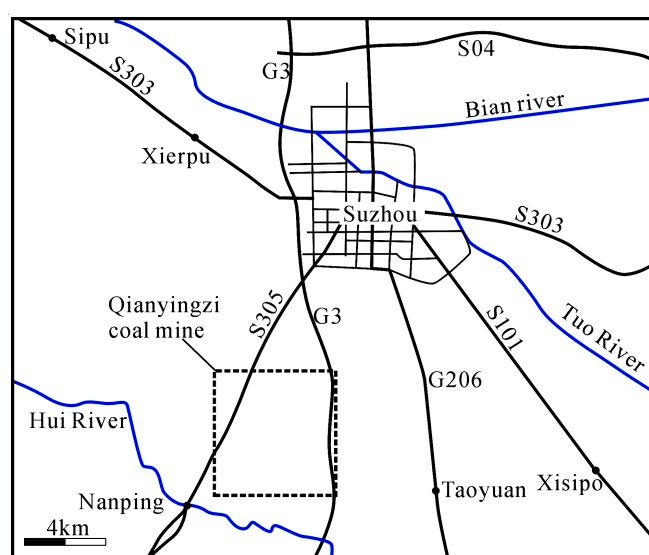 Sipu
S04
G3
S303
Bian river
Xierpu
Suzhou
S303
Qianyingzi
coal mine
S305
G3
S101
Tuo River
G206
Hui River
Nanping
Taoyuan
Xisipo
4km